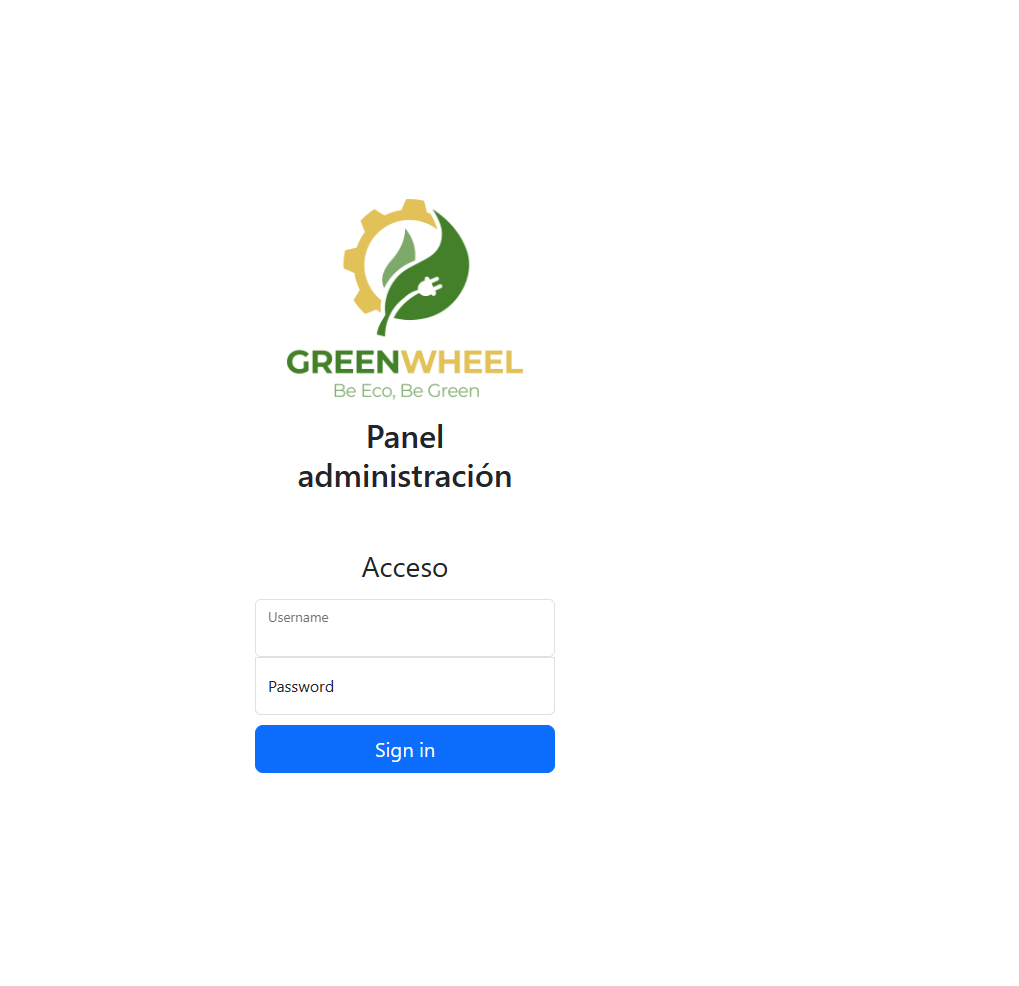 GREENWHEEL
Be Eco, Be Green
Panel
administración
Acceso
Username
Password
Sign in